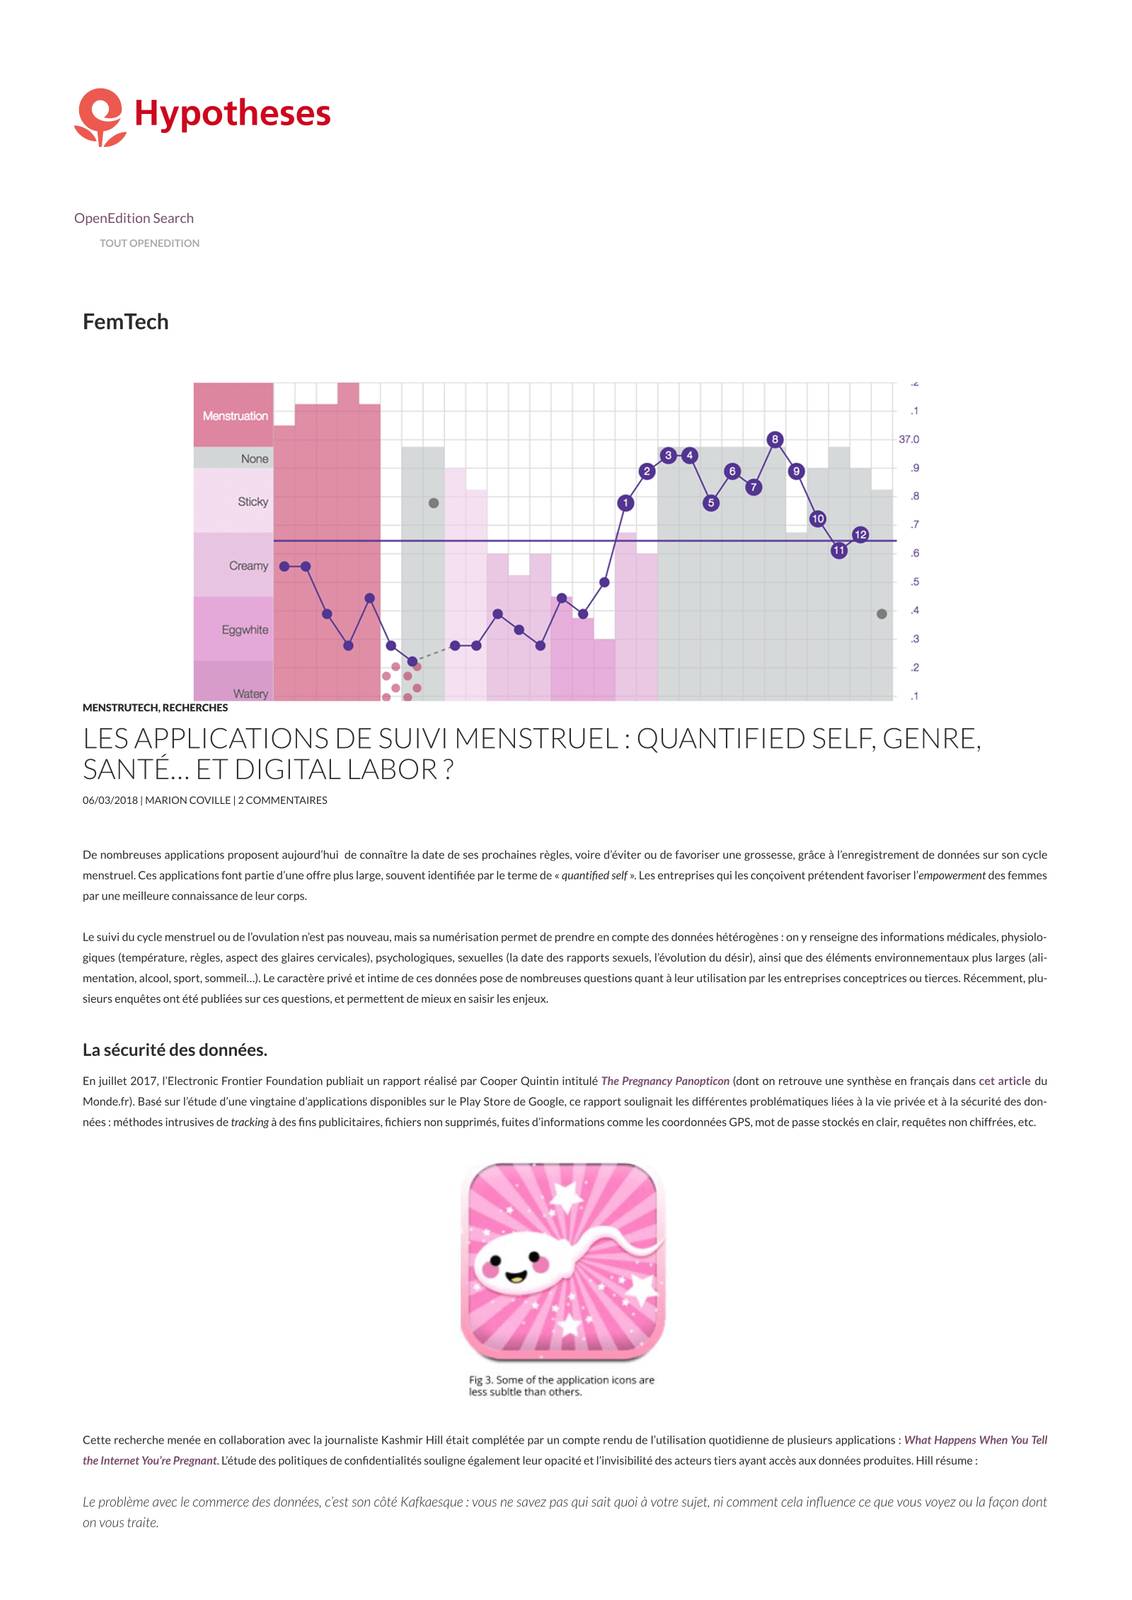 Hypotheses
OpenEdition Search
TOUT OPENEDITION
FemTech
Menstruation
None
Sticky
Creamy
Eggwhite
Watery
1
2
3
4
5
6
7
8
9
10
11
12
.2
.1
37.0
.9
.8
.7
.6
.5
.4
.3
.2
.1
MENSTRUTECH, RECHERCHES
LES APPLICATIONS DE SUIVI MENSTRUEL : QUANTIFIED SELF, GENRE,
SANTÉ… ET DIGITAL LABOR ?
06/03/2018 | MARION COVILLE | 2 COMMENTAIRES
De nombreuses applications proposent aujourd’hui de connaître la date de ses prochaines règles, voire d’éviter ou de favoriser une grossesse, grâce à l’enregistrement de données sur son cycle
menstruel. Ces applications font partie d’une offre plus large, souvent identifiée par le terme de « quantified self ». Les entreprises qui les conçoivent prétendent favoriser l’empowerment des femmes
par une meilleure connaissance de leur corps.
Le suivi du cycle menstruel ou de l’ovulation n’est pas nouveau, mais sa numérisation permet de prendre en compte des données hétérogènes : on y renseigne des informations médicales, physiolo-
giques (température, règles, aspect des glaires cervicales), psychologiques, sexuelles (la date des rapports sexuels, l’évolution du désir), ainsi que des éléments environnementaux plus larges (ali-
mentation, alcool, sport, sommeil…). Le caractère privé et intime de ces données pose de nombreuses questions quant à leur utilisation par les entreprises conceptrices ou tierces. Récemment, plu-
sieurs enquêtes ont été publiées sur ces questions, et permettent de mieux en saisir les enjeux.
La sécurité des données.
En juillet 2017, l’Electronic Frontier Foundation publiait un rapport réalisé par Cooper Quintin intitulé The Pregnancy Panopticon (dont on retrouve une synthèse en français dans cet article du
Monde.fr). Basé sur l’étude d’une vingtaine d’applications disponibles sur le Play Store de Google, ce rapport soulignait les différentes problématiques liées à la vie privée et à la sécurité des don-
nées : méthodes intrusives de tracking à des fins publicitaires, fichiers non supprimés, fuites d’informations comme les coordonnées GPS, mot de passe stockés en clair, requêtes non chiffrées, etc.
Fig 3. Some of the application icons are
less subltle than others.
Cette recherche menée en collaboration avec la journaliste Kashmir Hill était complétée par un compte rendu de l’utilisation quotidienne de plusieurs applications : What Happens When You Tell
the Internet You’re Pregnant. L’étude des politiques de confidentialités souligne également leur opacité et l’invisibilité des acteurs tiers ayant accès aux données produites. Hill résume :
Le problème avec le commerce des données, c’est son côté Kafkaesque : vous ne savez pas qui sait quoi à votre sujet, ni comment cela influence ce que vous voyez ou la façon dont
on vous traite.